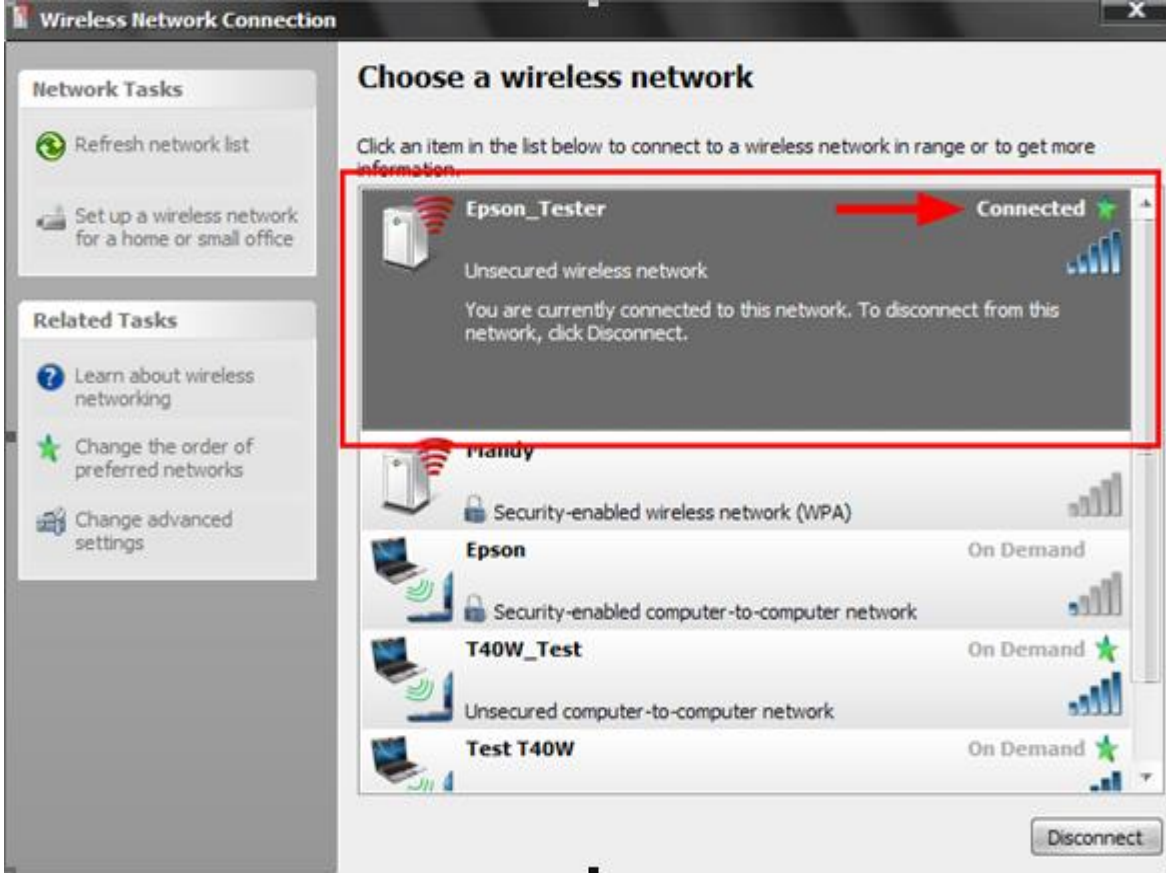 Wireless Network Connection
Network Tasks
Refresh network list
Set up a wireless network
for a home or small office
Related Tasks
Learn about wireless
networking
Change the order of
preferred networks
Change advanced
settings
Choose a wireless network
Click an item in the list below to connect to a wireless network in range or to get more
information.
Epson_Tester Connected
Unsecured wireless network
You are currently connected to this network. To disconnect from this
network, click Disconnect.
Mandy
Security-enabled wireless network (WPA)
Epson On Demand
Security-enabled computer-to-computer network
T40W_Test On Demand
Unsecured computer-to-computer network
Test T40W On Demand
Disconnect